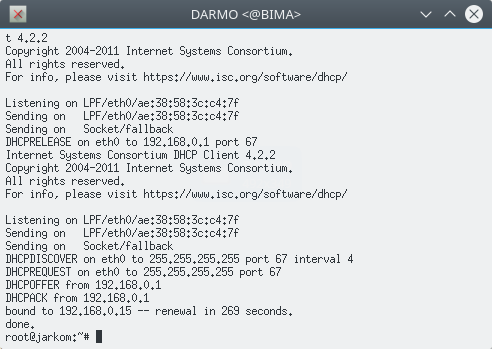 DARMO <@BIMA>
t 4.2.2
Copyright 2004-2011 Internet Systems Consortium.
All rights reserved.
For info, please visit https://www.isc.org/software/dhcp/
Listening on LPF/eth0/ae:38:58:3c:c4:7f
Sending on   LPF/eth0/ae:38:58:3c:c4:7f
Sending on   Socket/fallback
DHCPRELEASE on eth0 to 192.168.0.1 port 67
Internet Systems Consortium DHCP Client 4.2.2
Copyright 2004-2011 Internet Systems Consortium.
All rights reserved.
For info, please visit https://www.isc.org/software/dhcp/
Listening on LPF/eth0/ae:38:58:3c:c4:7f
Sending on   LPF/eth0/ae:38:58:3c:c4:7f
Sending on   Socket/fallback
DHCPDISCOVER on eth0 to 255.255.255.255 port 67 interval 4
DHCPREQUEST on eth0 to 255.255.255.255 port 67
DHCPOFFER from 192.168.0.1
DHCPACK from 192.168.0.1
bound to 192.168.0.15 -- renewal in 269 seconds.
done.
root@jarkom:~#